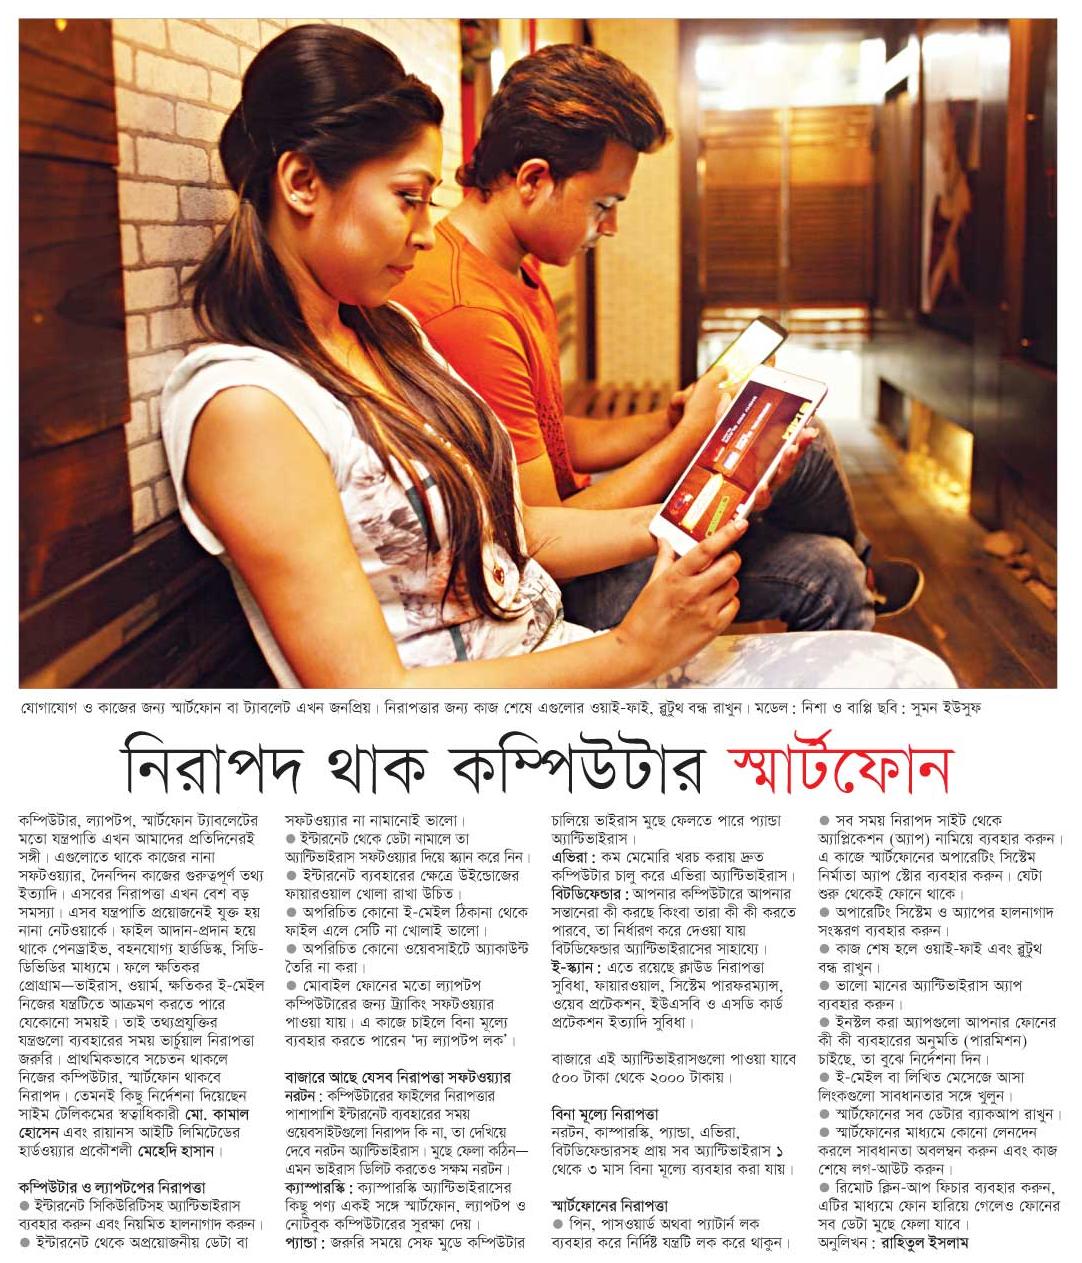 যোগাযোগ ও কাজের জন্য স্মার্টফোন বা ট্যাবলেট এখন জনপ্রিয়। নিরাপত্তার জন্য কাজ শেষে এগুলোর ওয়াই-ফাই, ব্লুটুথ বন্ধ রাখুন। মডেল : নিশা ও বাপ্পি ছবি : সুমন ইউসুফ
নিরাপদ থাক কম্পিউটার স্মার্টফোন
কম্পিউটার, ল্যাপটপ, স্মার্টফোন ট্যাবলেটের
মতো যন্ত্রপাতি এখন আমাদের প্রতিদিনেরই
সঙ্গী। এগুলোতে থাকে কাজের নানা
সফটওয়্যার, দৈনন্দিন কাজের গুরুত্বপূর্ণ তথ্য
ইত্যাদি। এসবের নিরাপত্তা এখন বেশ বড়
সমস্যা। এসব যন্ত্রপাতি প্রয়োজনেই যুক্ত হয়
নানা নেটওয়ার্কে। ফাইল আদান-প্রদান হয়ে
থাকে পেনড্রাইভ, বহনযোগ্য হার্ডডিস্ক, সিডি-
ডিভিডির মাধ্যমে। ফলে ক্ষতিকর
প্রোগ্রাম—ভাইরাস, ওয়ার্ম, ক্ষতিকর ই-মেইল
নিজের যন্ত্রটিতে আক্রমণ করতে পারে
যেকোনো সময়ই। তাই তথ্যপ্রযুক্তির
যন্ত্রগুলো ব্যবহারের সময় ভার্চুয়াল নিরাপত্তা
জরুরি। প্রাথমিকভাবে সচেতন থাকলে
নিজের কম্পিউটার, স্মার্টফোন থাকবে
নিরাপদ। তেমনই কিছু নির্দেশনা দিয়েছেন
সাইম টেলিকমের স্বত্বাধিকারী মো. কামাল
হোসেন এবং রায়ানস আইটি লিমিটেডের
হার্ডওয়্যার প্রকৌশলী মেহেদি হাসান।
কম্পিউটার ও ল্যাপটপের নিরাপত্তা
● ইন্টারনেট সিকিউরিটিসহ অ্যান্টিভাইরাস
ব্যবহার করুন এবং নিয়মিত হালনাগাদ করুন।
● ইন্টারনেট থেকে অপ্রয়োজনীয় ডেটা বা
সফটওয়্যার না নামানোই ভালো।
● ইন্টারনেট থেকে ডেটা নামালে তা
অ্যান্টিভাইরাস সফটওয়্যার দিয়ে স্ক্যান করে নিন।
● ইন্টারনেট ব্যবহারের ক্ষেত্রে উইন্ডোজের
ফায়ারওয়াল খোলা রাখা উচিত।
● অপরিচিত কোনো ই-মেইল ঠিকানা থেকে
ফাইল এলে সেটি না খোলাই ভালো।
● অপরিচিত কোনো ওয়েবসাইটে অ্যাকাউন্ট
তৈরি না করা।
● মোবাইল ফোনের মতো ল্যাপটপ
কম্পিউটারের জন্য ট্র্যাকিং সফটওয়্যার
পাওয়া যায়। এ কাজে চাইলে বিনা মূল্যে
ব্যবহার করতে পারেন ‘দ্য ল্যাপটপ লক’।
বাজারে আছে যেসব নিরাপত্তা সফটওয়্যার
নরটন : কম্পিউটারের ফাইলের নিরাপত্তার
পাশাপাশি ইন্টারনেট ব্যবহারের সময়
ওয়েবসাইটগুলো নিরাপদ কি না, তা দেখিয়ে
দেবে নরটন অ্যান্টিভাইরাস। মুছে ফেলা কঠিন—
এমন ভাইরাস ডিলিট করতেও সক্ষম নরটন।
ক্যাস্পারস্কি : ক্যাস্পারস্কি অ্যান্টিভাইরাসের
কিছু পণ্য একই সঙ্গে স্মার্টফোন, ল্যাপটপ ও
নোটবুক কম্পিউটারের সুরক্ষা দেয়।
প্যান্ডা : জরুরি সময়ে সেফ মুডে কম্পিউটার
চালিয়ে ভাইরাস মুছে ফেলতে পারে প্যান্ডা
অ্যান্টিভাইরাস।
এভিরা : কম মেমোরি খরচ করায় দ্রুত
কম্পিউটার চালু করে এভিরা অ্যান্টিভাইরাস।
বিটডিফেন্ডার : আপনার কম্পিউটারে আপনার
সন্তানেরা কী করছে কিংবা তারা কী কী করতে
পারবে, তা নির্ধারণ করে দেওয়া যায়
বিটডিফেন্ডার অ্যান্টিভাইরাসের সাহায্যে।
ই-স্ক্যান : এতে রয়েছে ক্লাউড নিরাপত্তা
সুবিধা, ফায়ারওয়াল, সিস্টেম পারফরম্যান্স,
ওয়েব প্রটেকশন, ইউএসবি ও এসডি কার্ড
প্রটেকশন ইত্যাদি সুবিধা।
বাজারে এই অ্যান্টিভাইরাসগুলো পাওয়া যাবে
৫০০ টাকা থেকে ২০০০ টাকায়।
বিনা মূল্যে নিরাপত্তা
নরটন, কাস্পারস্কি, প্যান্ডা, এভিরা,
বিটডিফেন্ডারসহ প্রায় সব অ্যান্টিভাইরাস ১
থেকে ৩ মাস বিনা মূল্যে ব্যবহার করা যায়।
স্মার্টফোনের নিরাপত্তা
● পিন, পাসওয়ার্ড অথবা প্যাটার্ন লক
ব্যবহার করে নির্দিষ্ট যন্ত্রটি লক করে থাকুন।
● সব সময় নিরাপদ সাইট থেকে
অ্যাপ্লিকেশন (অ্যাপ) নামিয়ে ব্যবহার করুন।
এ কাজে স্মার্টফোনের অপারেটিং সিস্টেম
নির্মাতা অ্যাপ স্টোর ব্যবহার করুন। যেটা
শুরু থেকেই ফোনে থাকে।
● অপারেটিং সিস্টেম ও অ্যাপের হালনাগাদ
সংস্করণ ব্যবহার করুন।
● কাজ শেষ হলে ওয়াই-ফাই এবং ব্লুটুথ
বন্ধ রাখুন।
● ভালো মানের অ্যান্টিভাইরাস অ্যাপ
ব্যবহার করুন।
● ইনস্টল করা অ্যাপগুলো আপনার ফোনের
কী কী ব্যবহারের অনুমতি (পারমিশন)
চাইছে, তা বুঝে নির্দেশনা দিন।
● ই-মেইল বা লিখিত মেসেজে আসা
লিংকগুলো সাবধানতার সঙ্গে খুলুন।
● স্মার্টফোনের সব ডেটার ব্যাকআপ রাখুন।
● স্মার্টফোনের মাধ্যমে কোনো লেনদেন
করলে সাবধানতা অবলম্বন করুন এবং কাজ
শেষে লগ-আউট করুন।
● রিমোট ক্লিন-আপ ফিচার ব্যবহার করুন,
এটির মাধ্যমে ফোন হারিয়ে গেলেও ফোনের
সব ডেটা মুছে ফেলা যাবে।
অনুলিখন : রাহিতুল ইসলাম